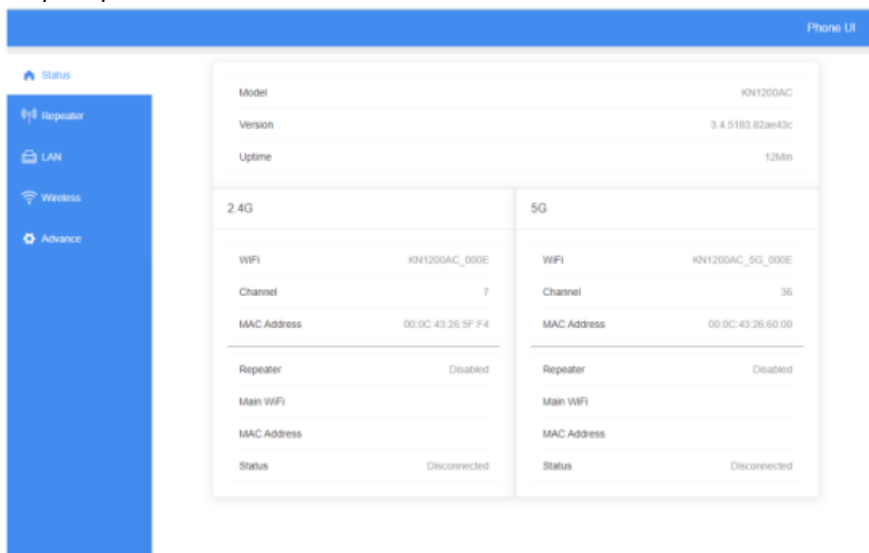 Phone UI
Status
Repeater
LAN
Wireless
Advance
Model KN1200AC
Version 3.4.5183.82ae43c
Uptime 12Min
2.4G
WiFi KN1200AC_000E
Channel 7
MAC Address 00:0C:43:26:5F:F4
Repeater Disabled
Main WiFi
MAC Address
Status Disconnected
5G
WiFi KN1200AC_5G_000E
Channel 36
MAC Address 00:0C:43:26:60:00
Repeater Disabled
Main WiFi
MAC Address
Status Disconnected